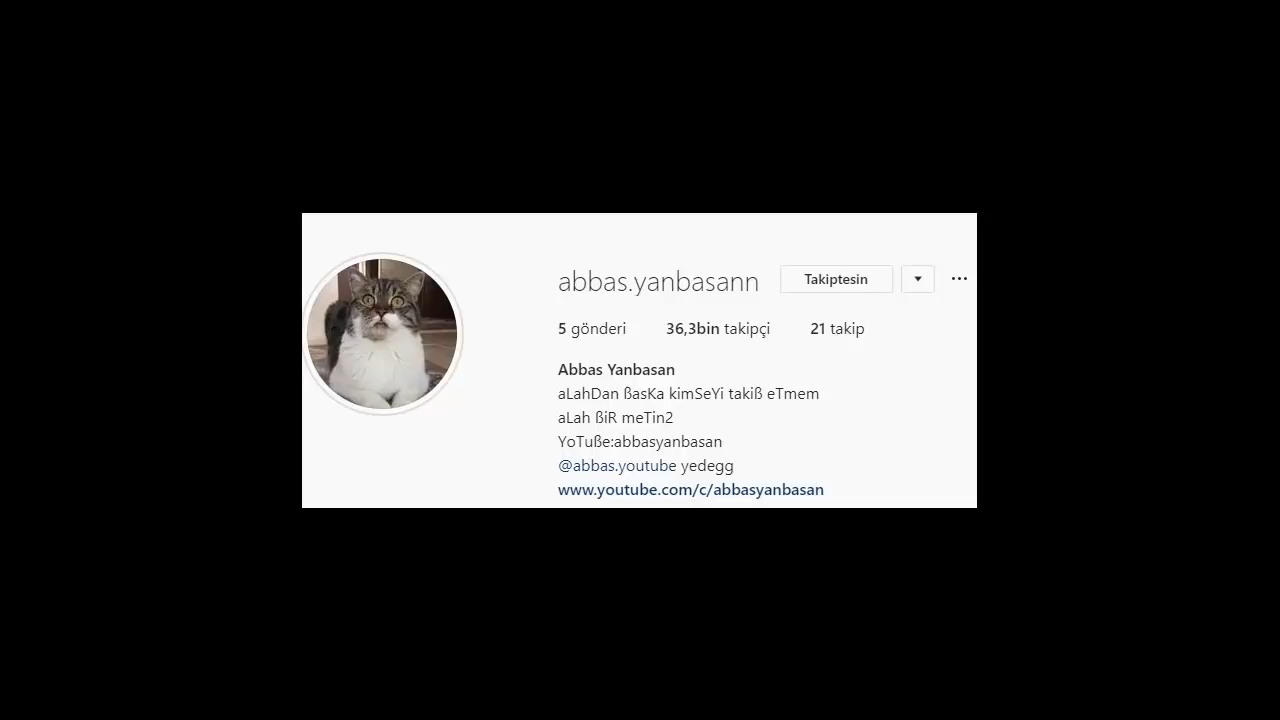 abbas.yanbasann Takiptesin
5 gönderi 36,3bin takipçi 21 takip
Abbas Yanbasan
aLahDan ßasKa kimSeYi takiß eTmem
aLah ßiR meTin2
YoTuße:abbasyanbasan
@abbas.youtube yedegg
www.youtube.com/c/abbasyanbasan